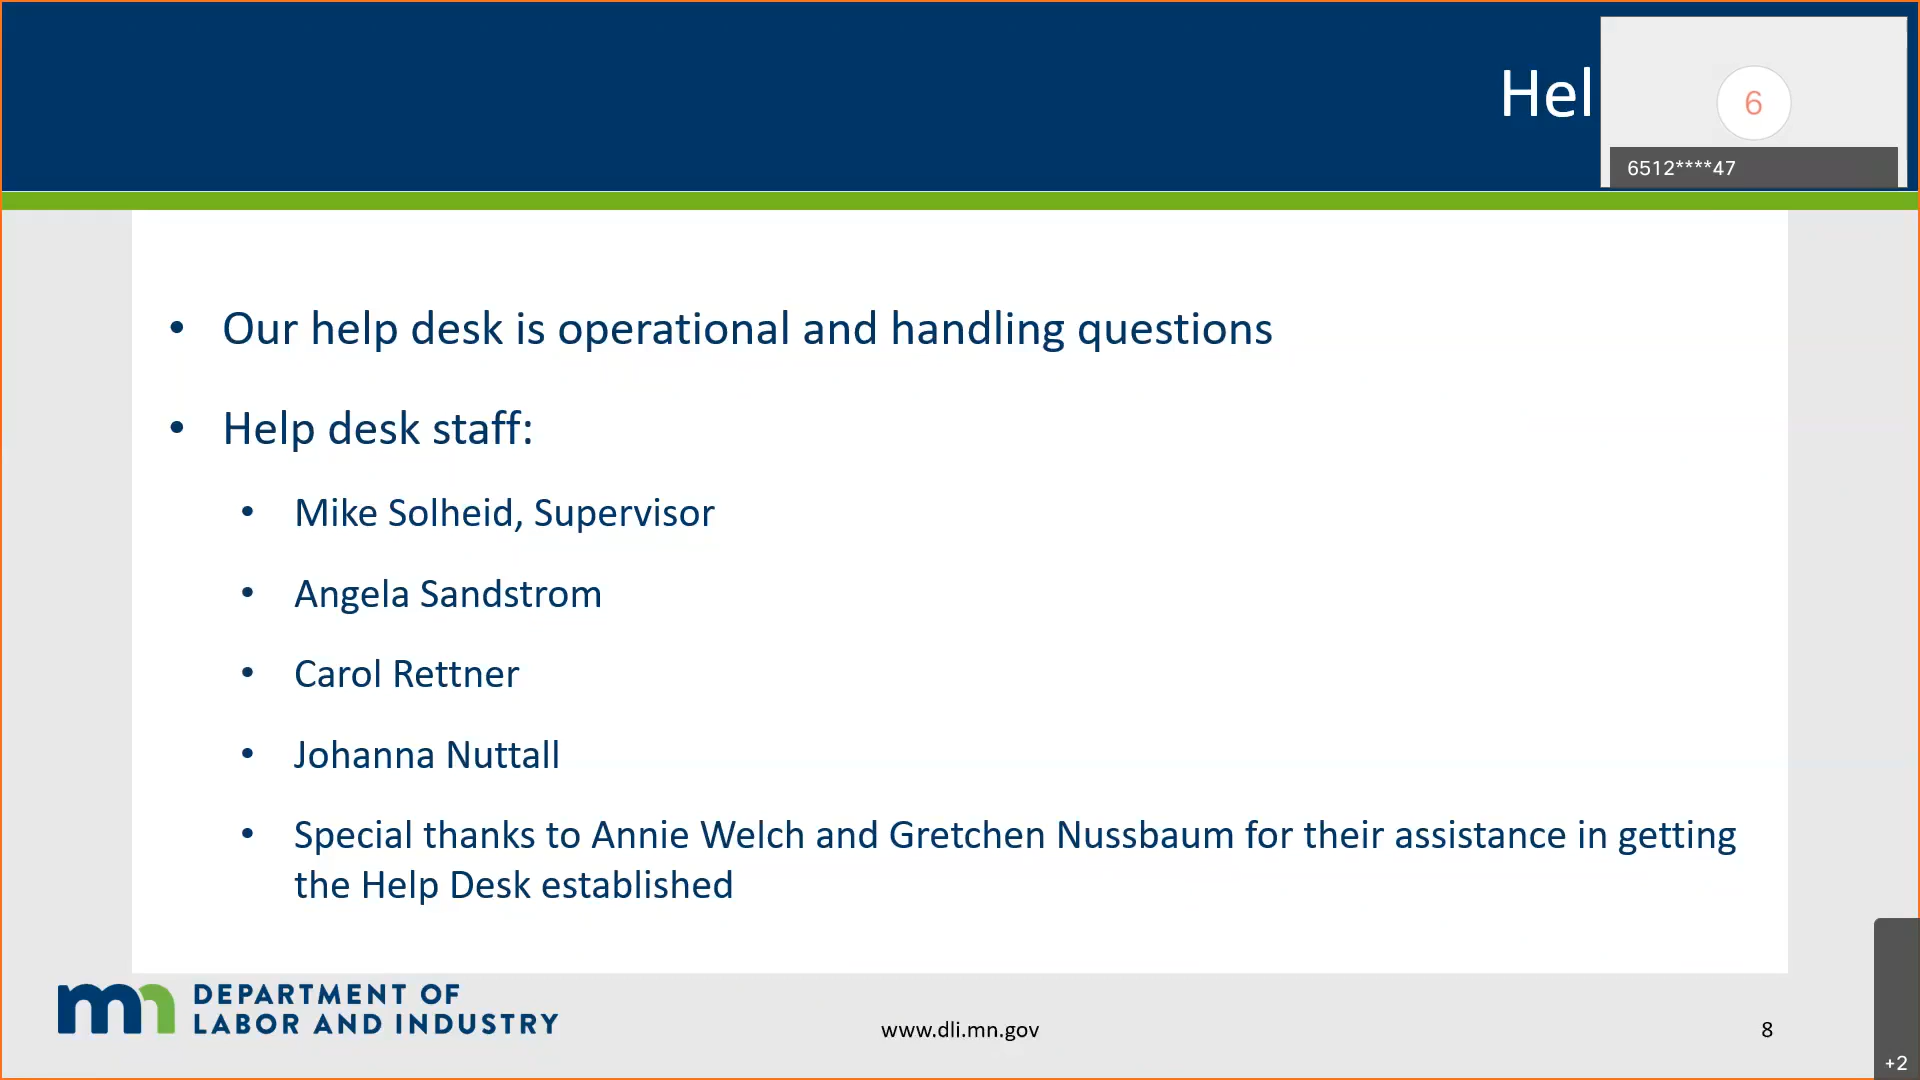 Hel
6
6512****47
• Our help desk is operational and handling questions
• Help desk staff:
• Mike Solheid, Supervisor
• Angela Sandstrom
• Carol Rettner
• Johanna Nuttall
• Special thanks to Annie Welch and Gretchen Nussbaum for their assistance in getting
the Help Desk established
mn DEPARTMENT OF
LABOR AND INDUSTRY
www.dli.mn.gov
8
+2